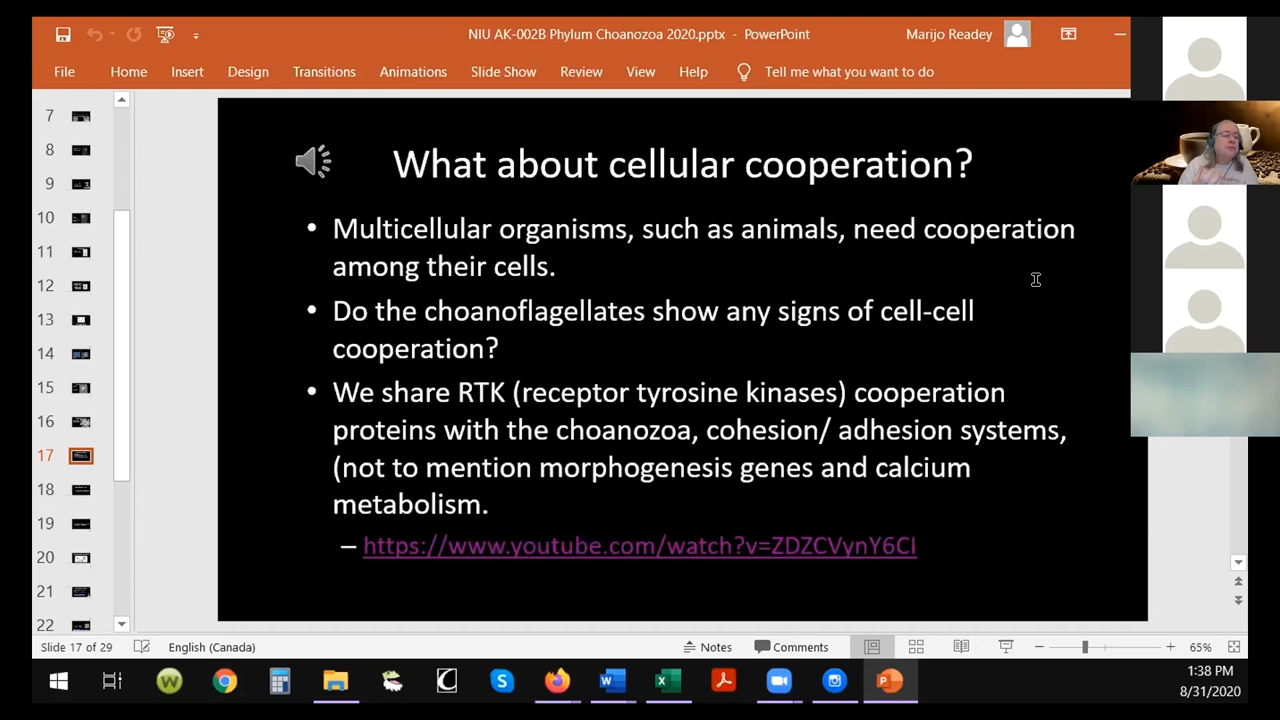 NIU AK-002B Phylum Choanozoa 2020.pptx - PowerPoint
Marijo Readey
File Home Insert Design Transitions Animations Slide Show Review View Help Tell me what you want to do
7
8
9
10
11
12
13
14
15
16
17
18
19
20
21
22
What about cellular cooperation?
• Multicellular organisms, such as animals, need cooperation
among their cells.
• Do the choanoflagellates show any signs of cell-cell
cooperation?
• We share RTK (receptor tyrosine kinases) cooperation
proteins with the choanozoa, cohesion/ adhesion systems,
(not to mention morphogenesis genes and calcium
metabolism.
– https://www.youtube.com/watch?v=ZDZCVynY6CI
Slide 17 of 29 English (Canada) Notes Comments 65%
1:38 PM
8/31/2020